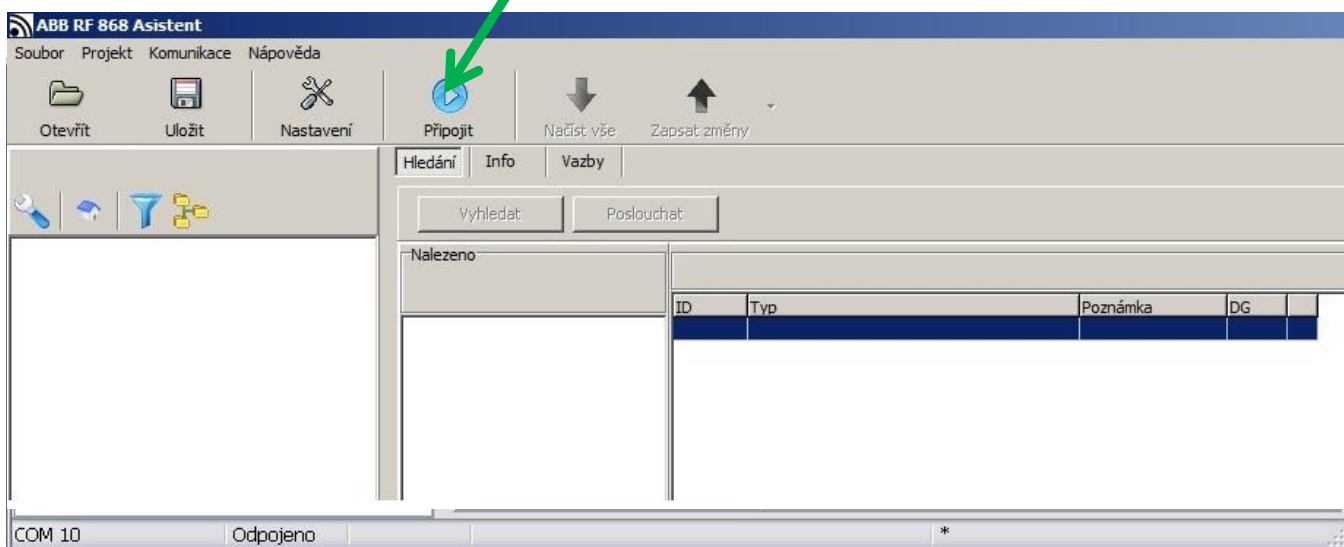 ABB RF 868 Asistent
Soubor Projekt Komunikace Nápověda
Otevřít Uložit Nastavení Připojit Načíst vše Zapsat změny
Hledání Info Vazby
Vyhledat Poslouchat
Nalezeno
ID Typ Poznámka DG
COM 10 Odpojeno *